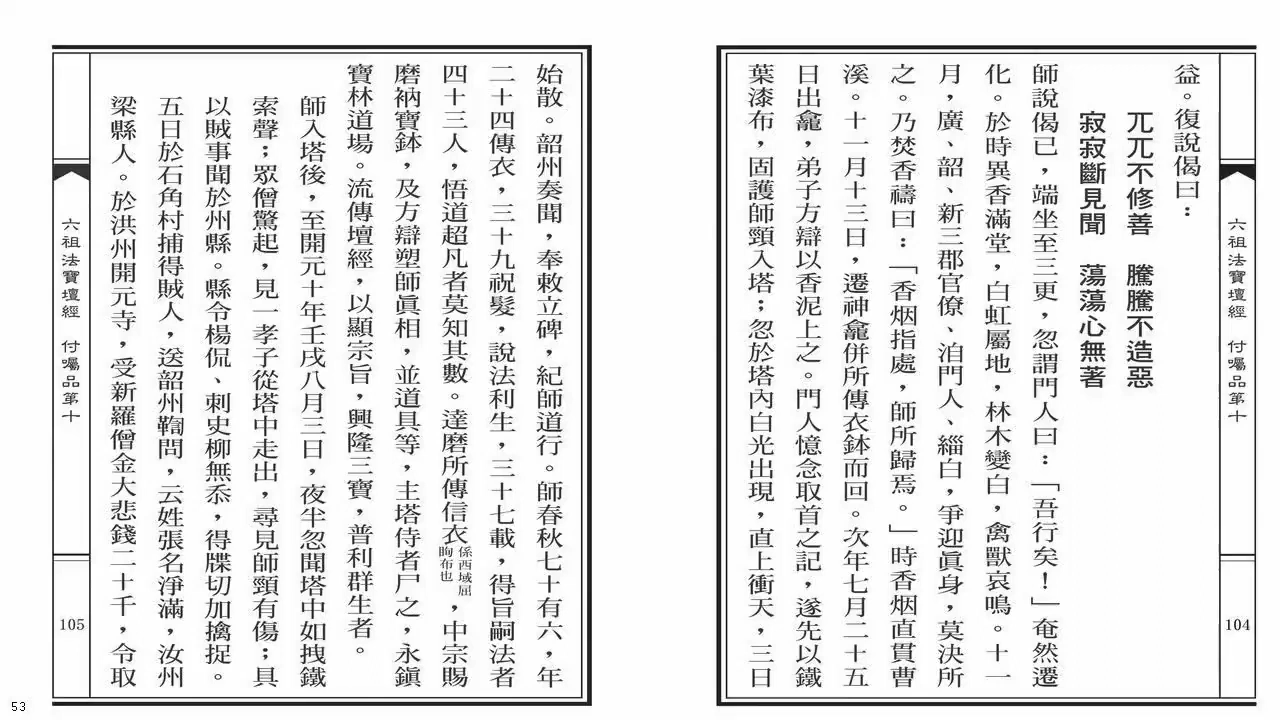 六祖法寶壇經　付囑品第十
104
益。復說偈曰：
兀兀不修善　騰騰不造惡
寂寂斷見聞　蕩蕩心無著
師說偈已，端坐至三更，忽謂門人曰：「吾行矣！」奄然遷
化。於時異香滿堂，白虹屬地，林木變白，禽獸哀鳴。十一
月，廣、韶、新三郡官僚、洎門人、緇白，爭迎眞身，莫決所
之。乃焚香禱曰：「香烟指處，師所歸焉。」時香烟直貫曹
溪。十一月十三日，遷神龕併所傳衣鉢而回。次年七月二十五
日出龕，弟子方辯以香泥上之。門人憶念取首之記，遂先以鐵
葉漆布，固護師頸入塔；忽於塔內白光出現，直上衝天，三日
始散。韶州奏聞，奉敕立碑，紀師道行。師春秋七十有六，年
二十四傳衣，三十九祝髮，說法利生，三十七載，得旨嗣法者
四十三人，悟道超凡者莫知其數。達磨所傳信衣係西域屈眴布也，中宗賜
磨衲寶鉢，及方辯塑師眞相，並道具等，主塔侍者尸之，永鎭
寶林道場。流傳壇經，以顯宗旨，興隆三寶，普利群生者。
師入塔後，至開元十年壬戌八月三日，夜半忽聞塔中如拽鐵
索聲；眾僧驚起，見一孝子從塔中走出，尋見師頸有傷；具
以賊事聞於州縣。縣令楊侃、刺史柳無忝，得牒切加擒捉。
五日於石角村捕得賊人，送韶州鞫問，云姓張名淨滿，汝州
梁縣人。於洪州開元寺，受新羅僧金大悲錢二十千，令取
六祖法寶壇經　付囑品第十
105
53